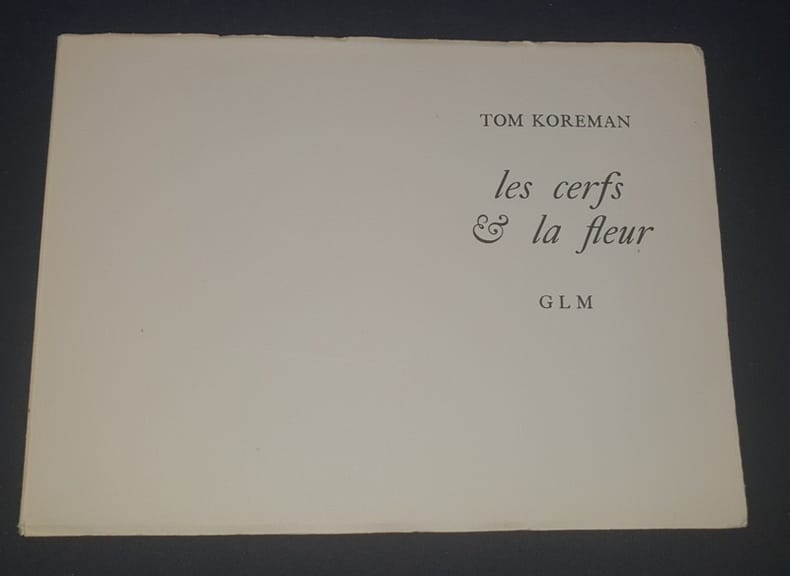 TOM KOREMAN
les cerfs
& la fleur
GLM